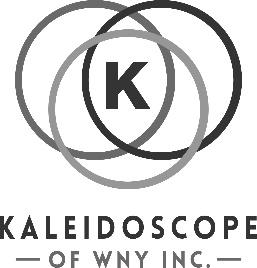 K
KALEIDOSCOPE
— OF WNY INC. —